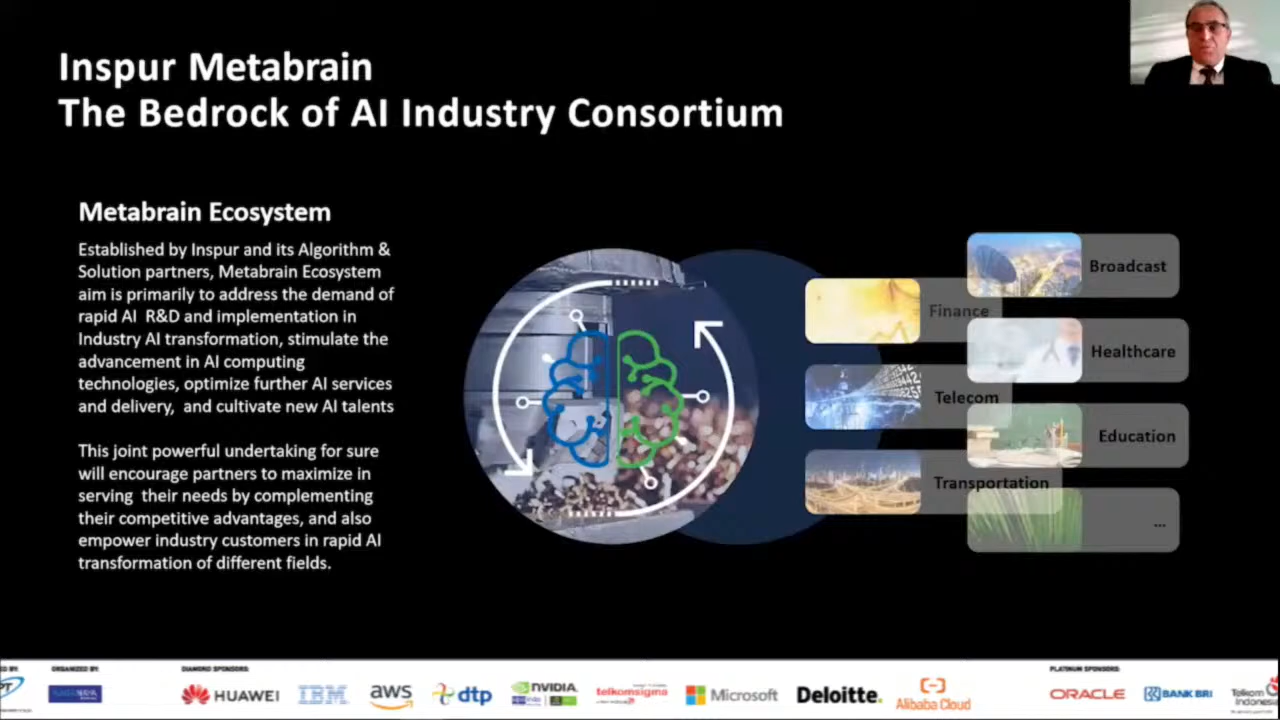 Inspur Metabrain
The Bedrock of AI Industry Consortium
Metabrain Ecosystem
Established by Inspur and its Algorithm &
Solution partners, Metabrain Ecosystem
aim is primarily to address the demand of
rapid AI R&D and implementation in
Industry AI transformation, stimulate the
advancement in AI computing
technologies, optimize further AI services
and delivery, and cultivate new AI talents
This joint powerful undertaking for sure
will encourage partners to maximize in
serving their needs by complementing
their competitive advantages, and also
empower industry customers in rapid AI
transformation of different fields.
Finance
Telecom
Transportation
Broadcast
Healthcare
Education
...
ORGANIZED BY:
DIAMOND SPONSORS:
HUAWEI
IBM
aws
dtp
NVIDIA
telkomsigma
Microsoft
Deloitte.
Alibaba Cloud
PLATINUM SPONSORS:
ORACLE
BANK BRI
Telkom
Indonesia